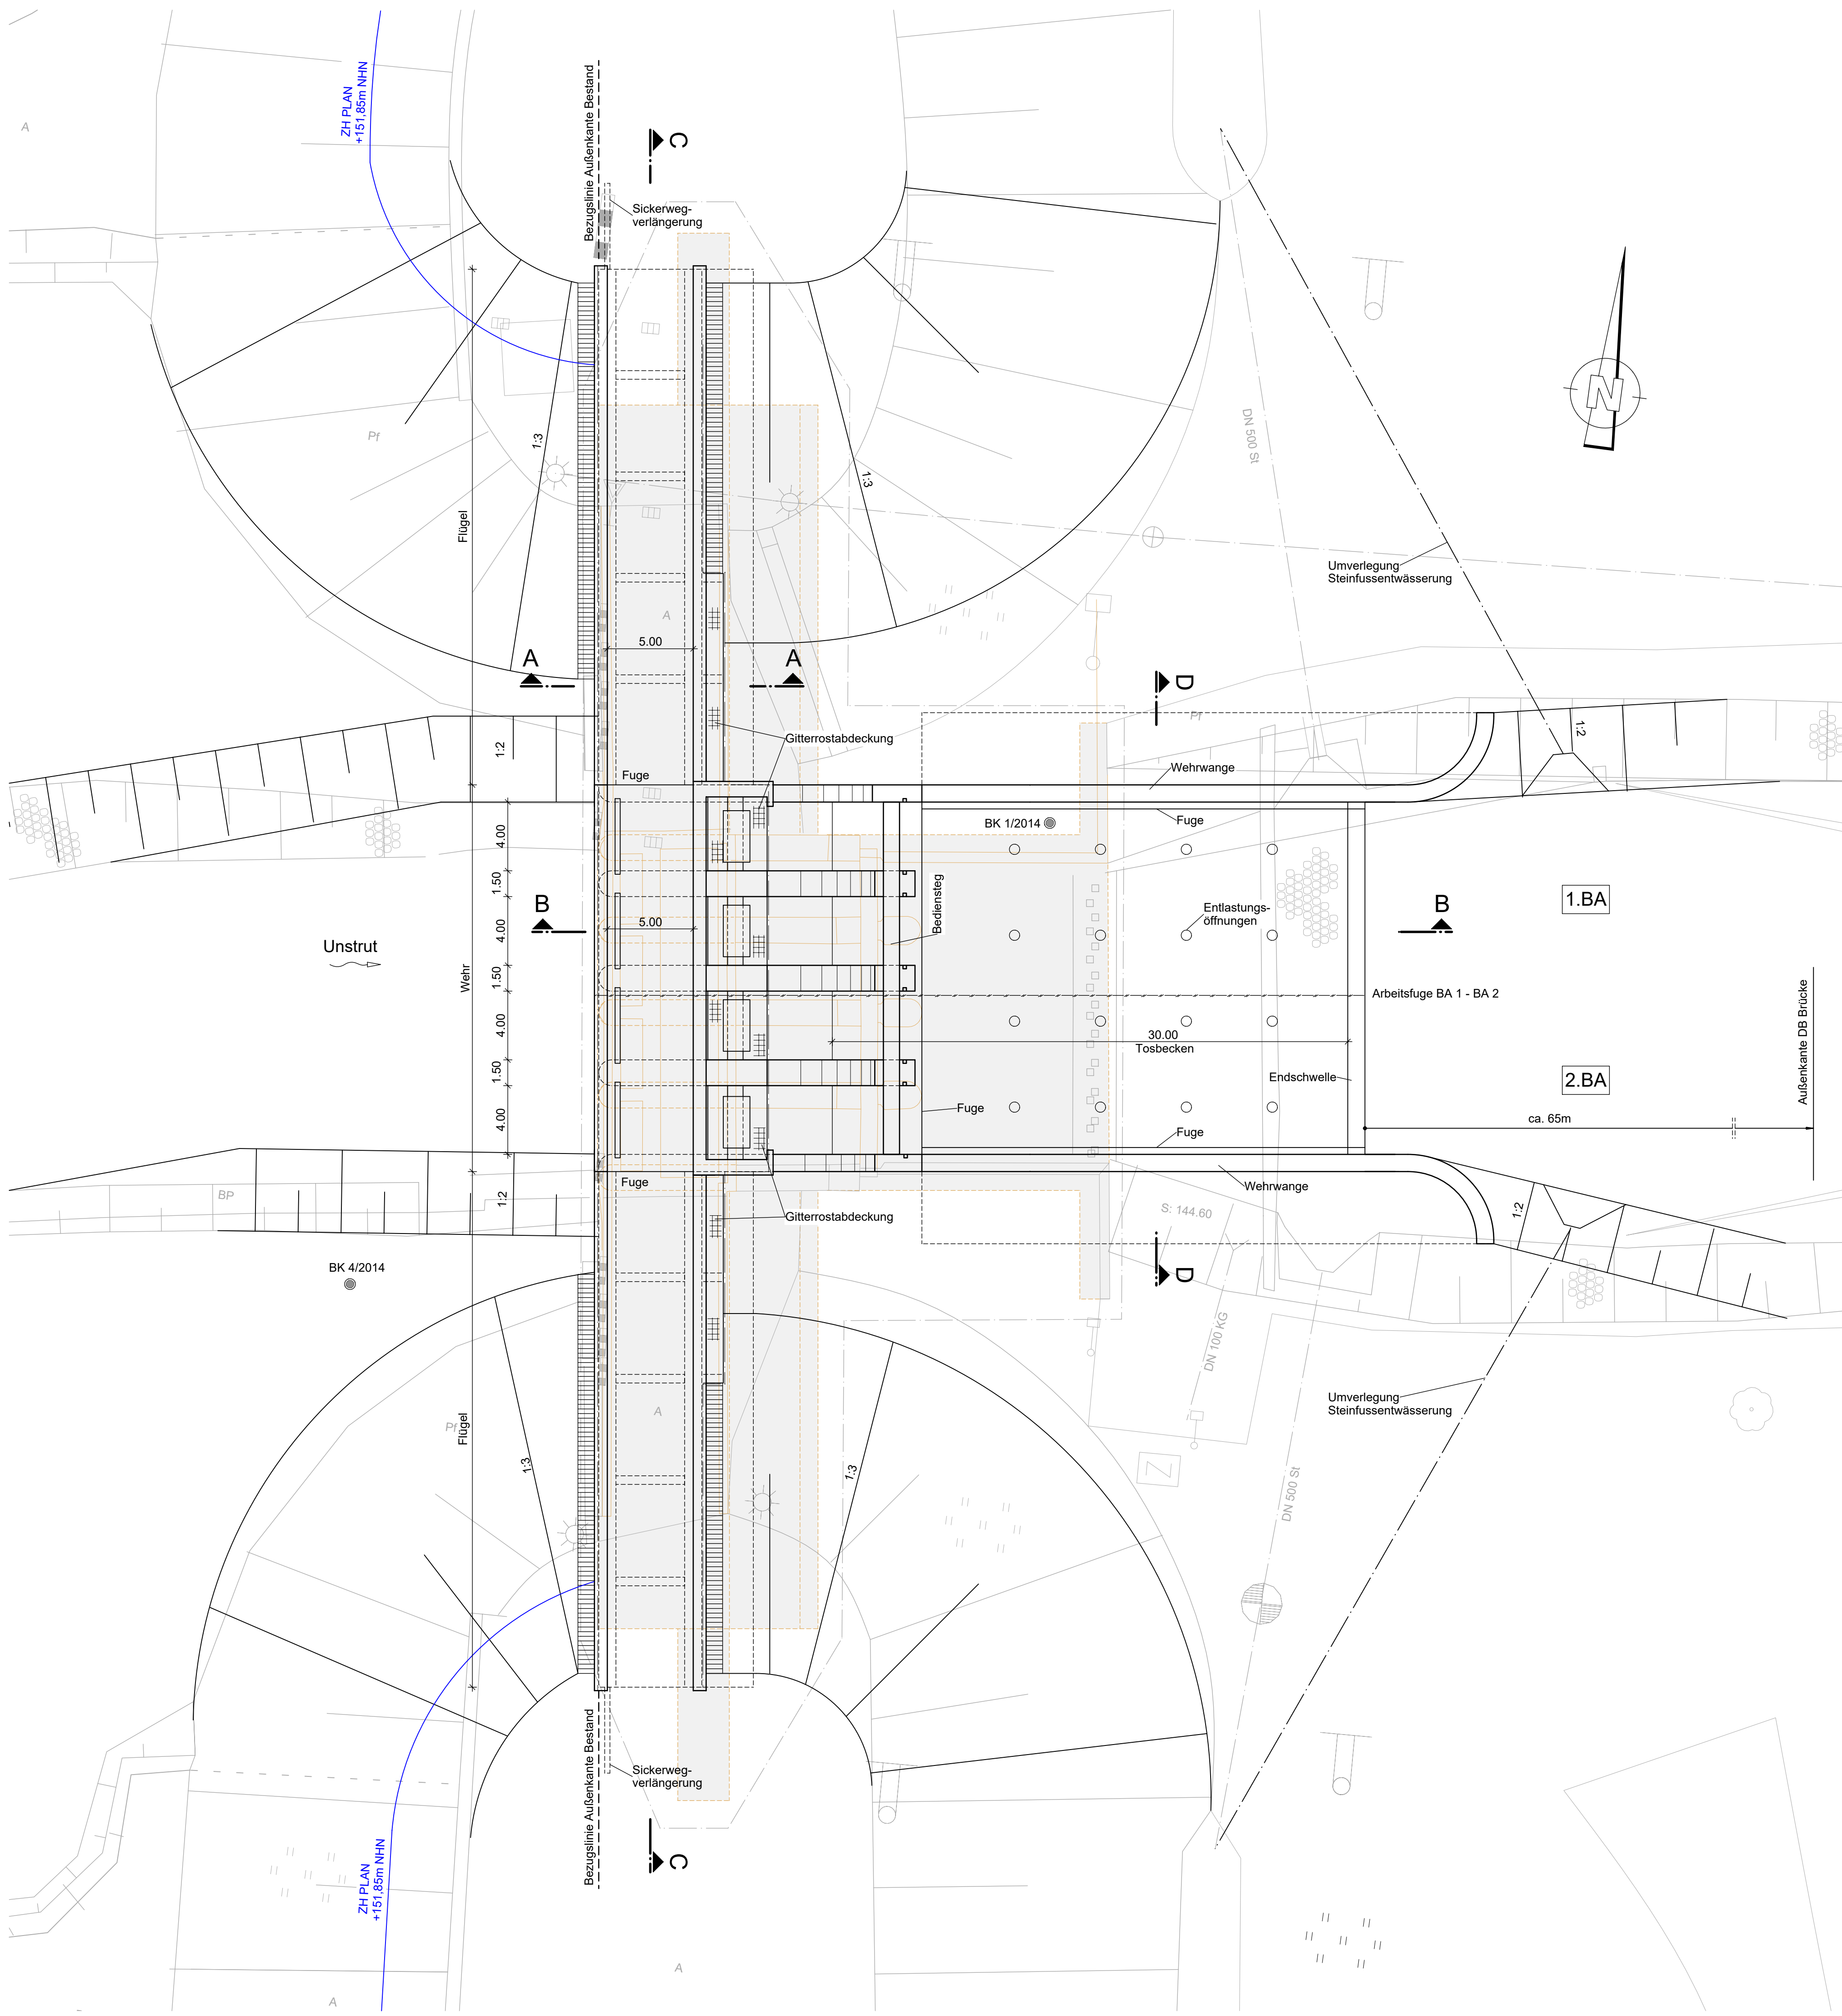 ZH PLAN
+151,85m NHN
A
Bezugslinie Außenkante Bestand
C
Sickerweg-
verlängerung
N
DN 500 St
Pf
1:3
1:3
Flügel
Umverlegung
Steinfussentwässerung
A
5.00
A
A
D
Pf
1:2
1:2
Gitterrostabdeckung
Fuge
Wehrwange
BK 1/2014
Fuge
4.00
1.50
4.00
1.50
4.00
1.50
4.00
B
5.00
Bediensteg
Entlastungs-
öffnungen
B
1.BA
Unstrut
Wehr
Arbeitsfuge BA 1 - BA 2
30.00
Tosbecken
Endschwelle
2.BA
Außenkante DB Brücke
Fuge
Fuge
ca. 65m
Fuge
Wehrwange
1:2
BP
Gitterrostabdeckung
S: 144.60
1:2
BK 4/2014
D
DN 100 KG
Umverlegung
Steinfussentwässerung
A
Pf
Flügel
1:3
1:3
Z
DN 500 St
Bezugslinie Außenkante Bestand
Sickerweg-
verlängerung
C
ZH PLAN
+151,85m NHN
A
A